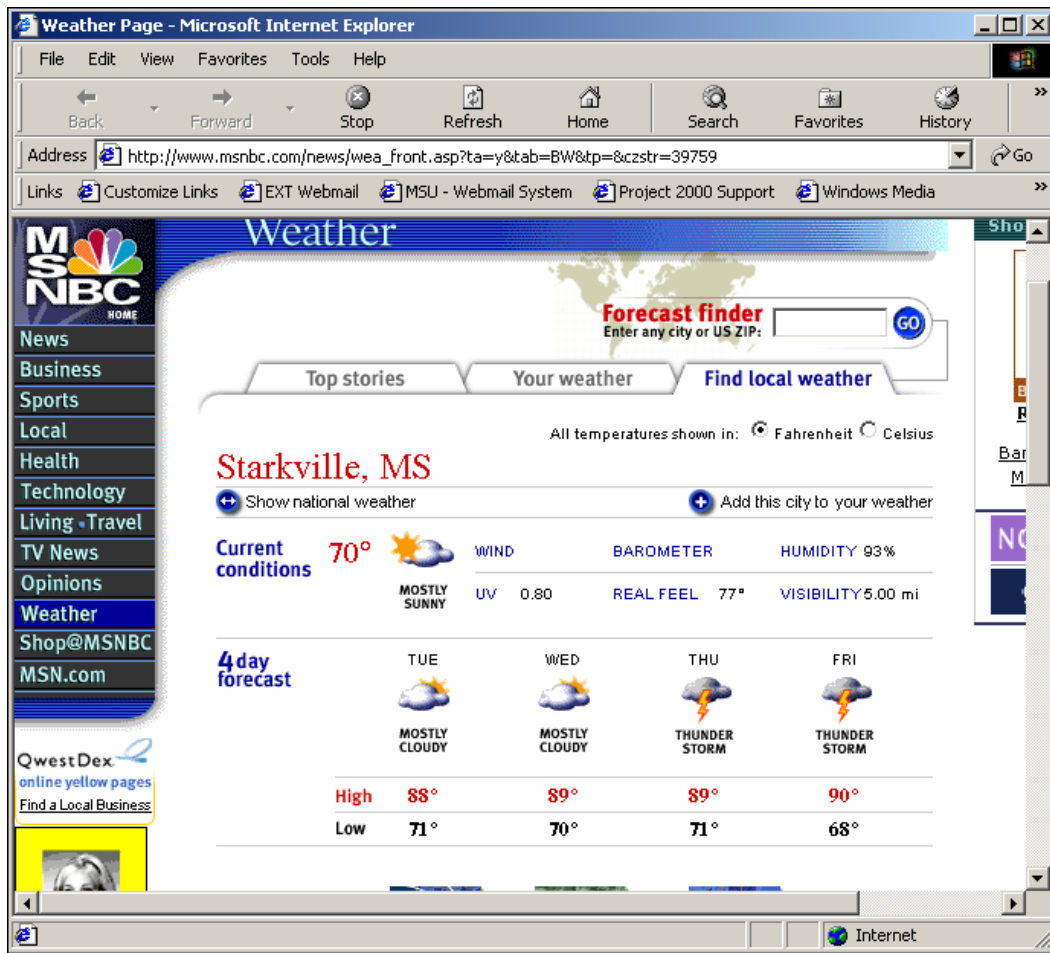 Weather Page - Microsoft Internet Explorer
File Edit View Favorites Tools Help
Back Forward Stop Refresh Home Search Favorites History »
Address http://www.msnbc.com/news/wea_front.asp?ta=y&tab=BW&tp=&czstr=39759 Go
Links Customize Links EXT Webmail MSU - Webmail System Project 2000 Support Windows Media »
MSNBC
HOME
News
Business
Sports
Local
Health
Technology
Living • Travel
TV News
Opinions
Weather
Shop@MSNBC
MSN.com
QwestDex
online yellow pages
Find a Local Business
Weather
Forecast finder
Enter any city or US ZIP:
GO
Top stories Your weather Find local weather
All temperatures shown in: Fahrenheit Celsius
Starkville, MS
Show national weather Add this city to your weather
Current conditions 70° MOSTLY SUNNY
WIND BAROMETER HUMIDITY 93%
UV 0.80 REAL FEEL 77° VISIBILITY 5.00 mi
4 day forecast
TUE WED THU FRI
MOSTLY CLOUDY MOSTLY CLOUDY THUNDER STORM THUNDER STORM
High 88° 89° 89° 90°
Low 71° 70° 71° 68°
Sho
Bar
M
Internet